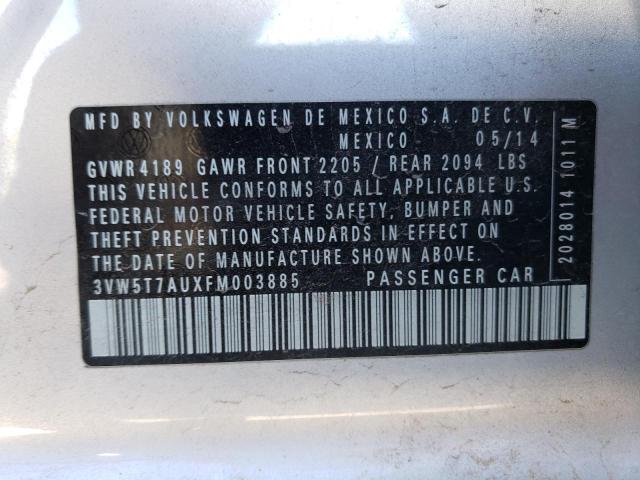 MFD BY VOLKSWAGEN DE MEXICO S.A. DE C.V.
MEXICO 05/14
GVWR 4189 GAWR FRONT 2205 / REAR 2094 LBS
THIS VEHICLE CONFORMS TO ALL APPLICABLE U.S.
FEDERAL MOTOR VEHICLE SAFETY, BUMPER AND
THEFT PREVENTION STANDARDS IN EFFECT ON
THE DATE OF MANUFACTURE SHOWN ABOVE.
3VW5T7AUXFM003885 PASSENGER CAR
2028014 1011 M